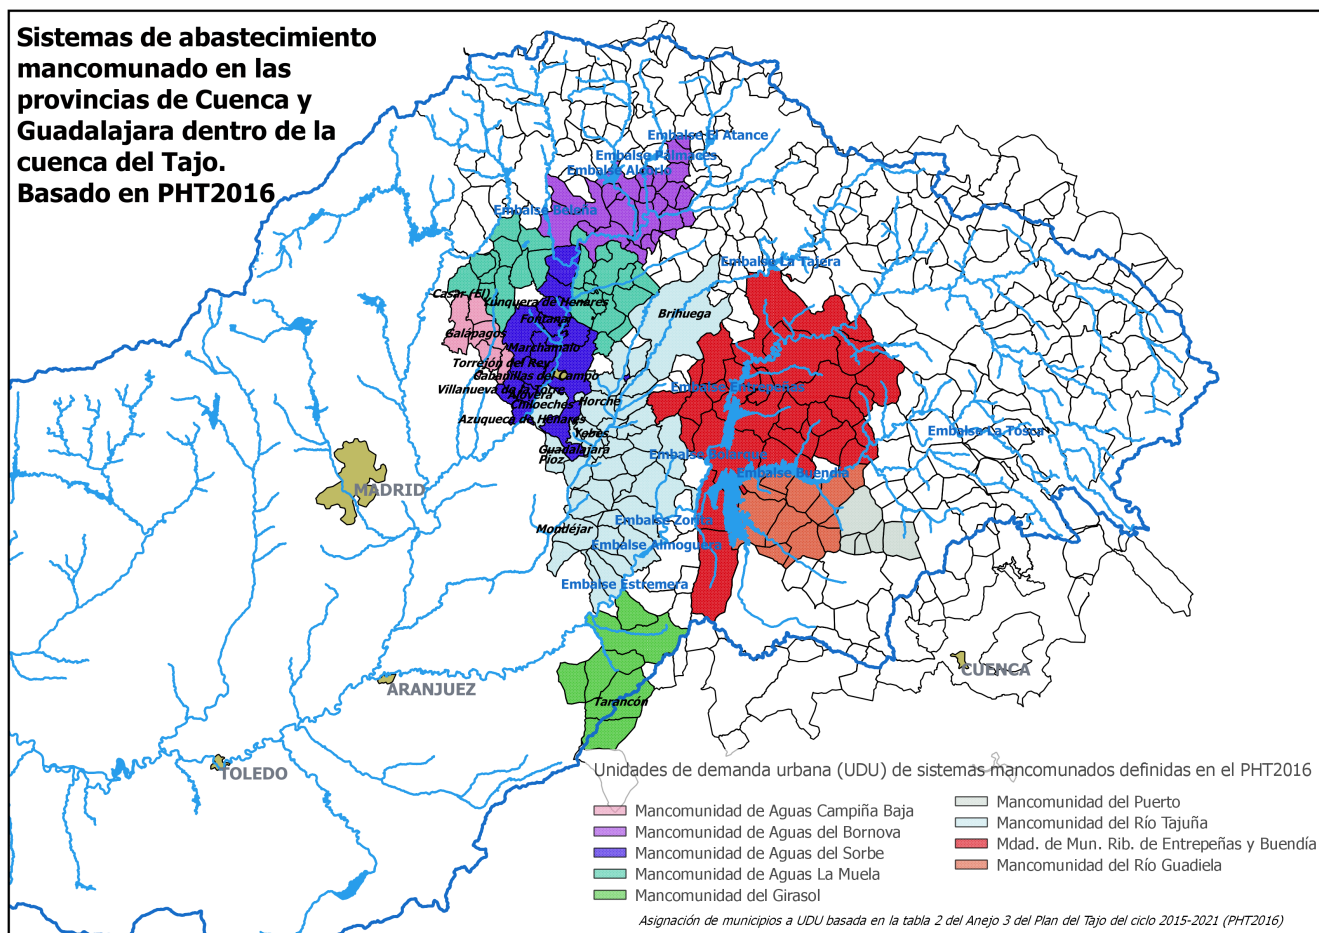 Sistemas de abastecimiento
mancomunado en las
provincias de Cuenca y
Guadalajara dentro de la
cuenca del Tajo.
Basado en PHT2016
Embalse El Atance
Embalse Palmaces
Embalse Alcorlo
Embalse Beleña
Embalse La Tajera
Casar (El)
Yunquera de Henares
Brihuega
Fontanar
Galápagos
Marchamalo
Torrejón del Rey
Cabanillas del Campo
Embalse Entrepeñas
Villanueva de la Torre
Alovera
Horche
Chiloeches
Azuqueca de Henares
Yebes
Embalse La Tosca
Guadalajara
Pioz
Embalse Bolarque
Embalse Buendía
MADRID
Embalse Zorita
Mondéjar
Embalse Almoguera
Embalse Estremera
CUENCA
ARANJUEZ
Tarancón
TOLEDO
Unidades de demanda urbana (UDU) de sistemas mancomunados definidas en el PHT2016
Mancomunidad de Aguas Campiña Baja
Mancomunidad de Aguas del Bornova
Mancomunidad de Aguas del Sorbe
Mancomunidad de Aguas La Muela
Mancomunidad del Girasol
Mancomunidad del Puerto
Mancomunidad del Río Tajuña
Mdad. de Mun. Rib. de Entrepeñas y Buendía
Mancomunidad del Río Guadiela
Asignación de municipios a UDU basada en la tabla 2 del Anejo 3 del Plan del Tajo del ciclo 2015-2021 (PHT2016)